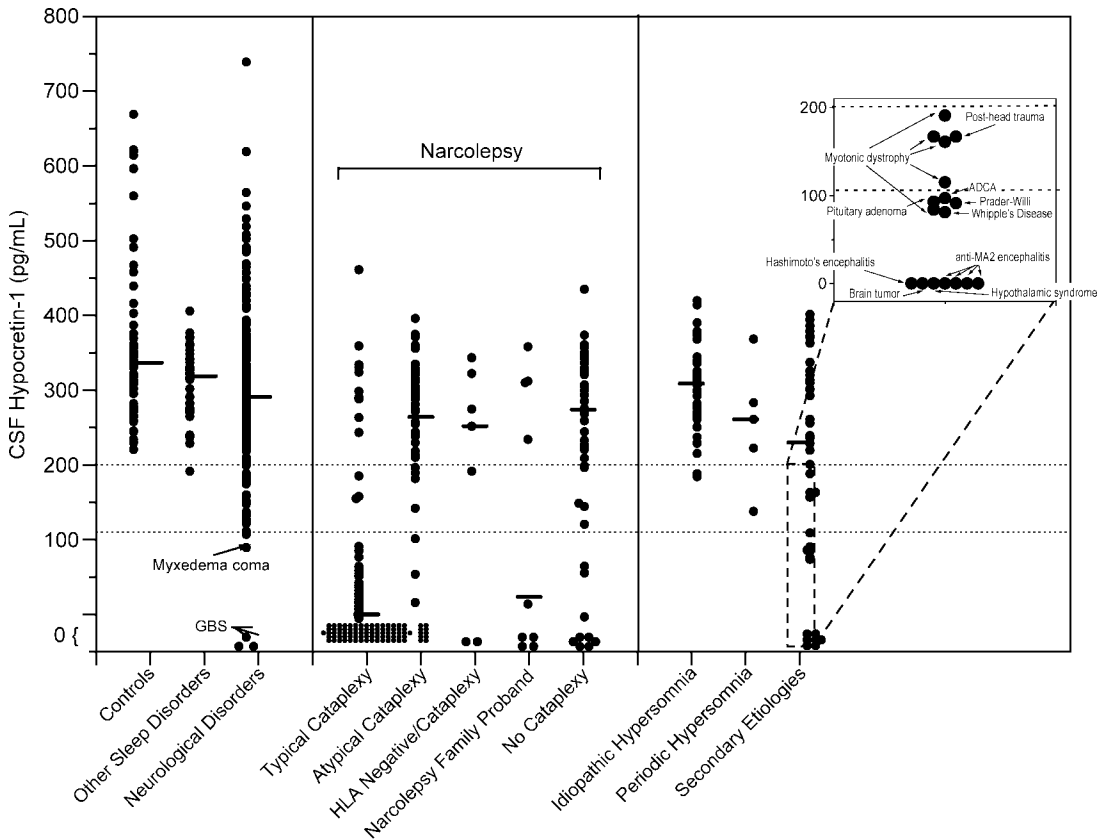 800
700
600
500
400
300
200
100
0 {
CSF Hypocretin-1 (pg/mL)
Narcolepsy
Myxedema coma
GBS
200
100
0
Post-head trauma
Myotonic dystrophy
ADCA
Prader-Willi
Pituitary adenoma
Whipple's Disease
anti-MA2 encephalitis
Hashimoto's encephalitis
Brain tumor
Hypothalamic syndrome
Controls
Other Sleep Disorders
Neurological Disorders
Typical Cataplexy
Atypical Cataplexy
HLA Negative/Cataplexy
Narcolepsy Family Proband
No Cataplexy
Idiopathic Hypersomnia
Periodic Hypersomnia
Secondary Etiologies